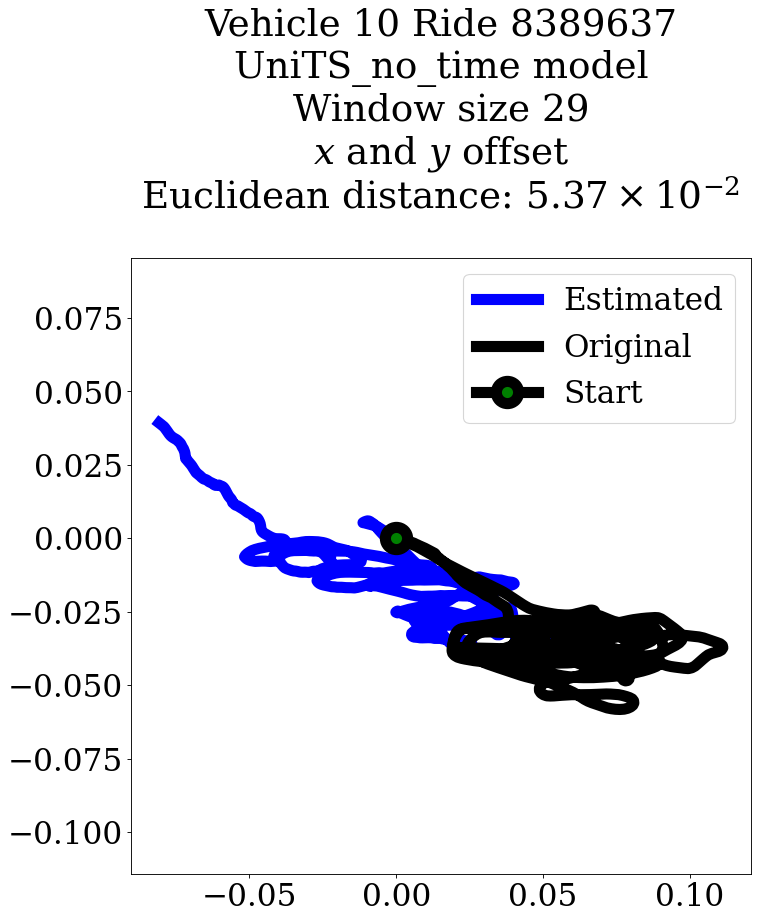 Vehicle 10 Ride 8389637
UniTS_no_time model
Window size 29
x and y offset
Euclidean distance: 5.37 × 10⁻²
Estimated
Original
Start
0.075
0.050
0.025
0.000
−0.025
−0.050
−0.075
−0.100
−0.05 0.00 0.05 0.10